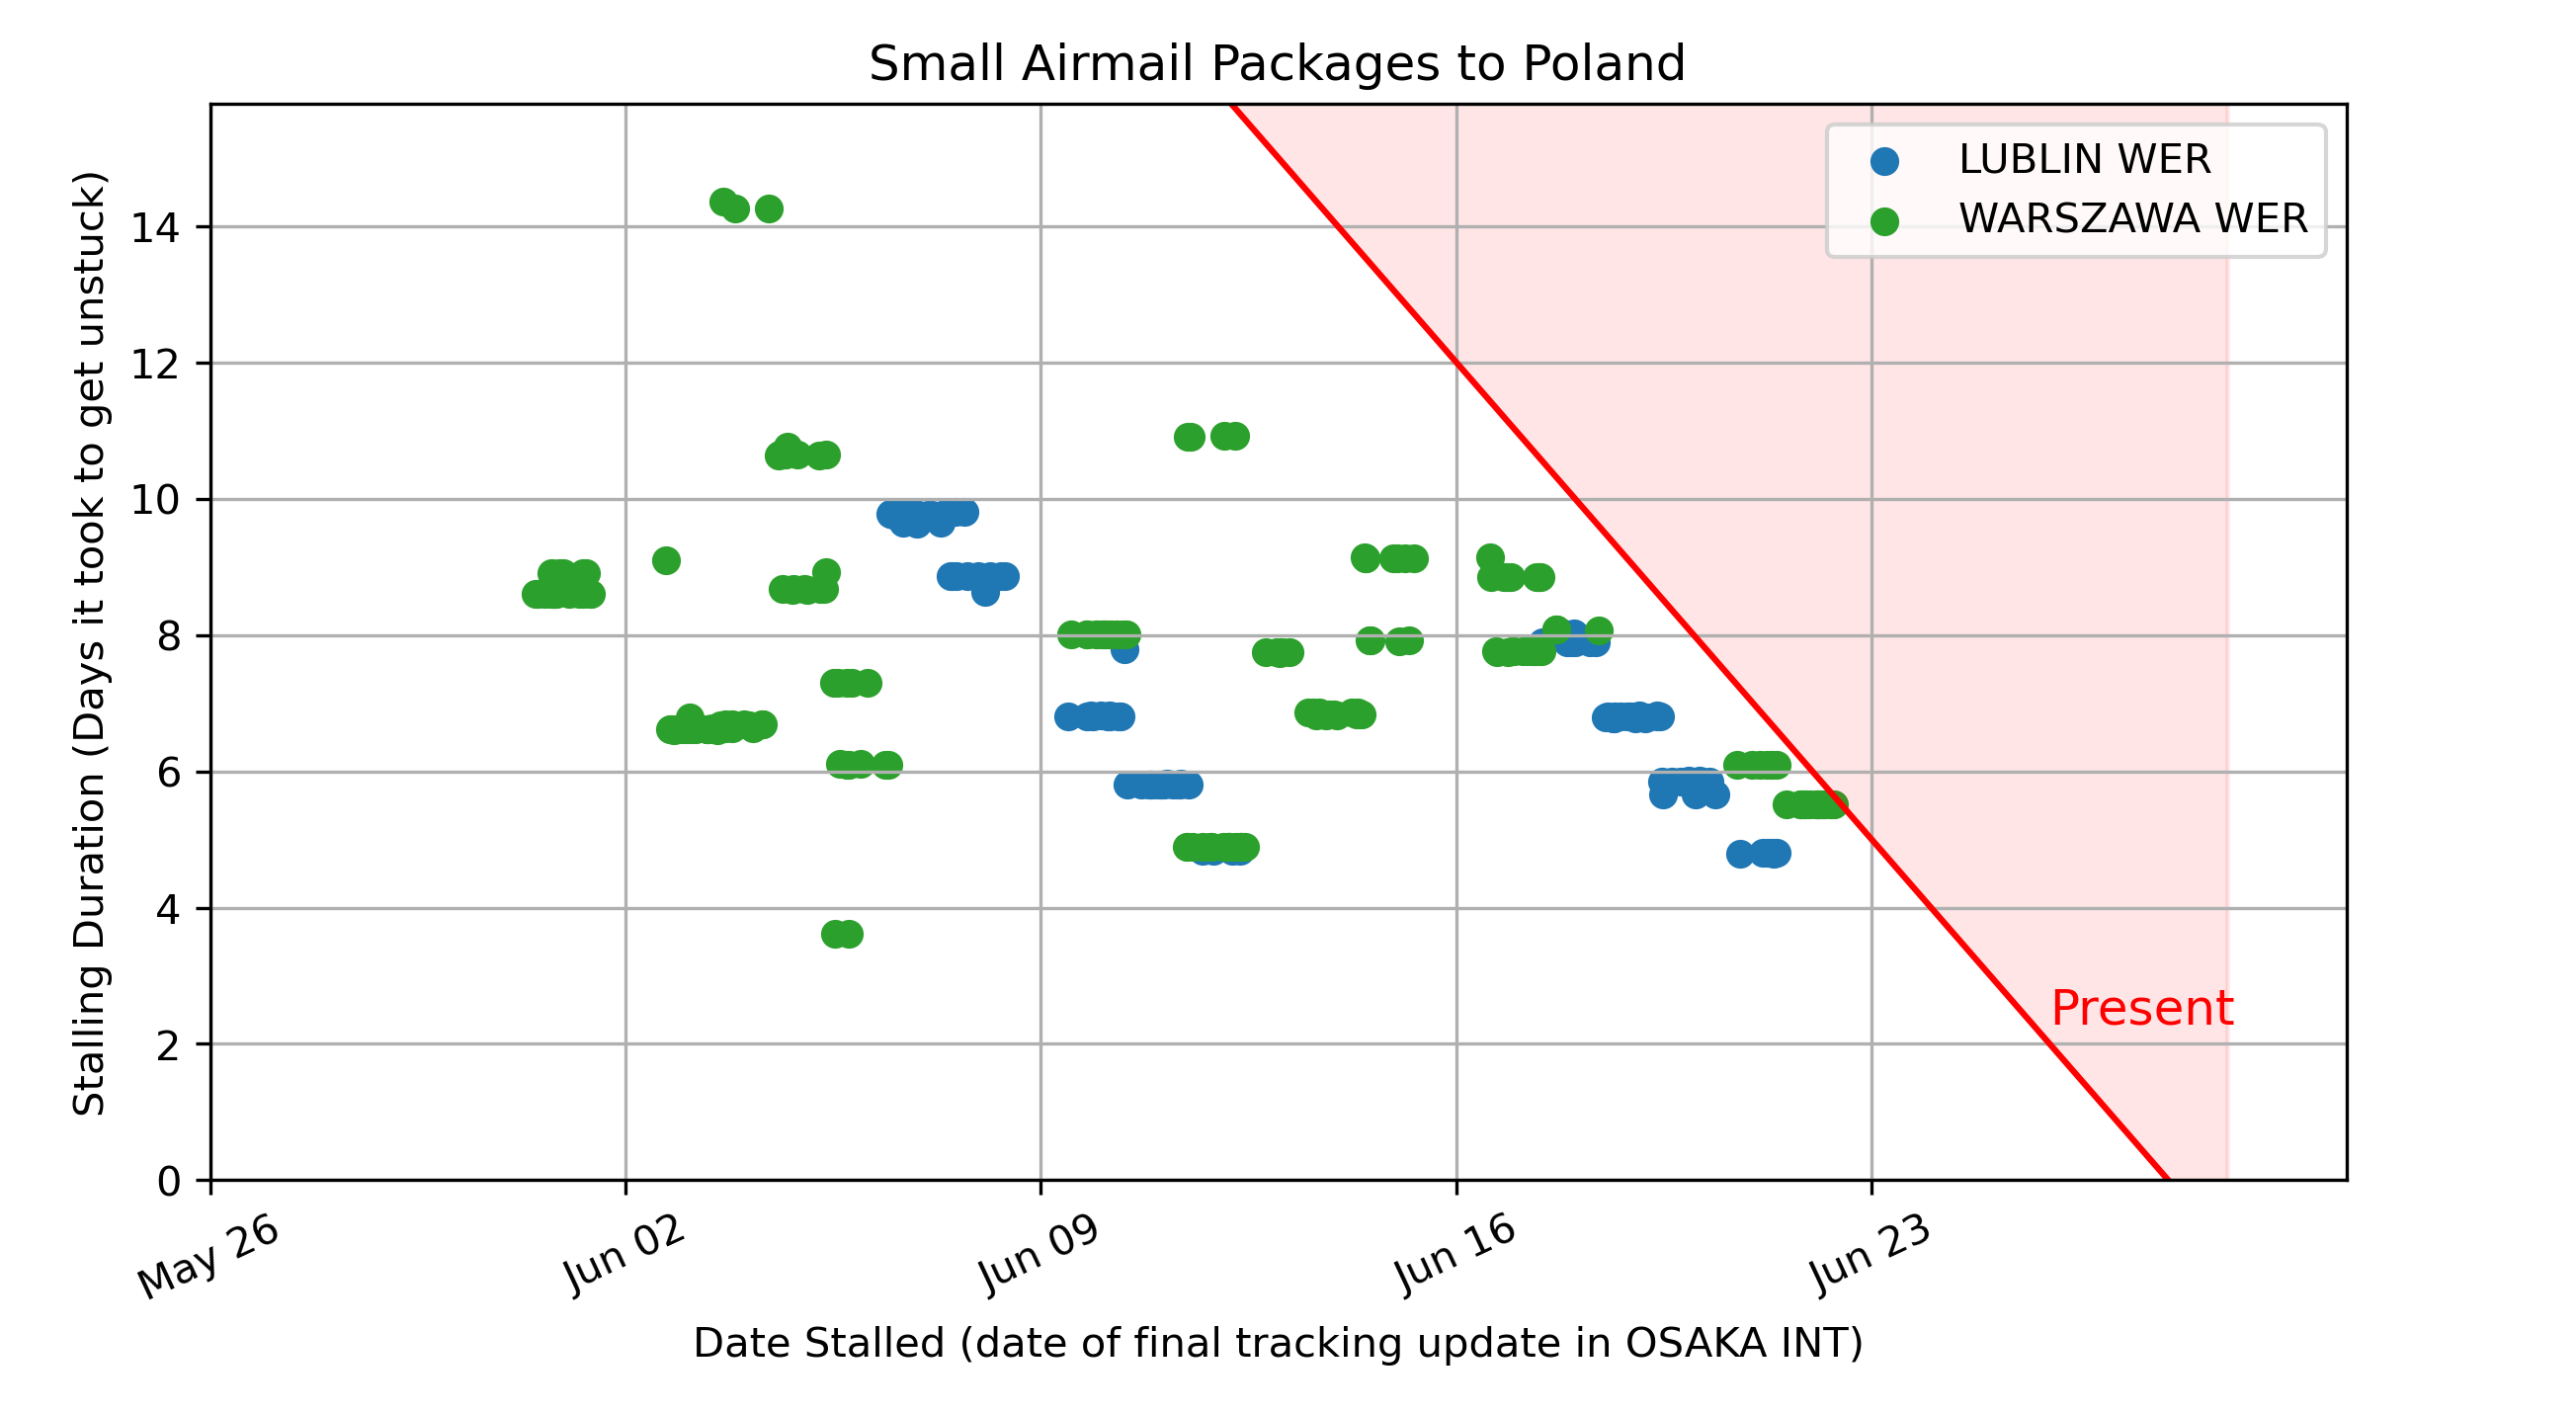 Small Airmail Packages to Poland
LUBLIN WER
WARSZAWA WER
Stalling Duration (Days it took to get unstuck)
14
12
10
8
6
4
2
0
Present
May 26
Jun 02
Jun 09
Jun 16
Jun 23
Date Stalled (date of final tracking update in OSAKA INT)